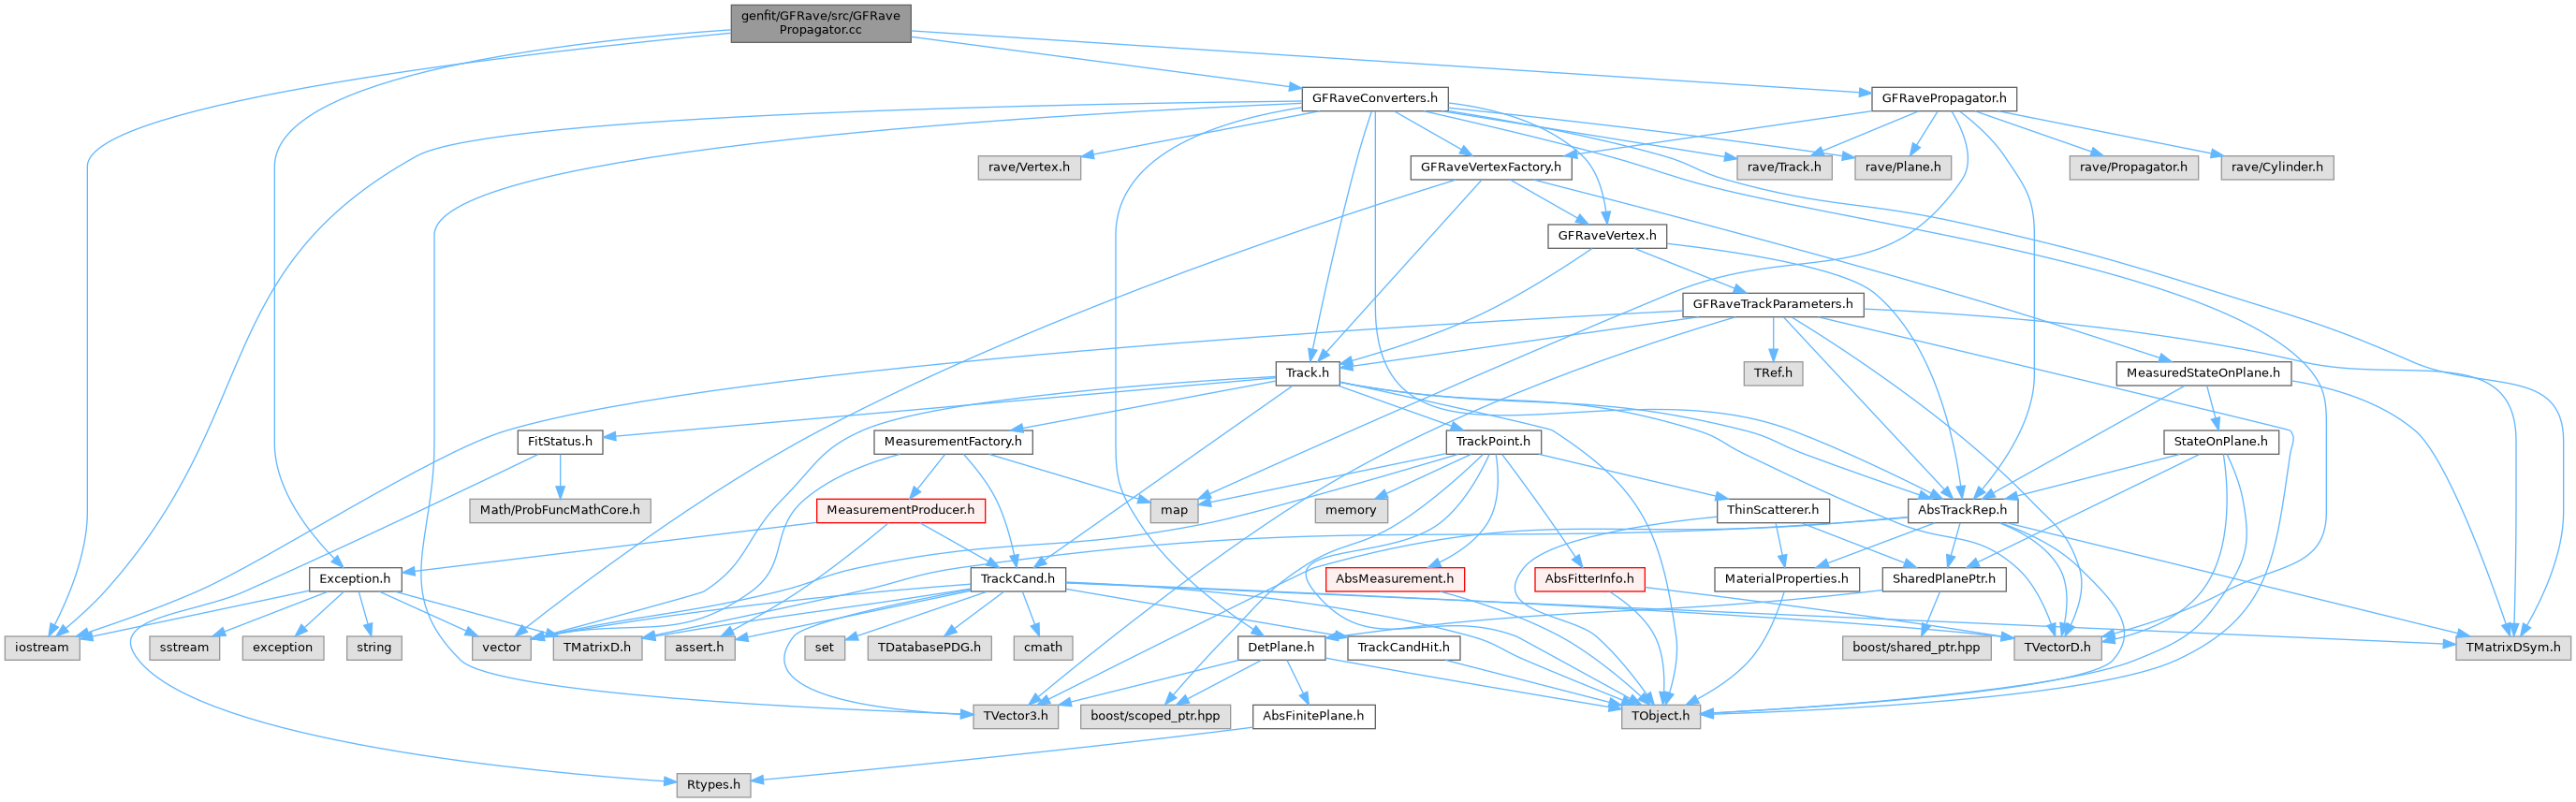 genfit/GFRave/src/GFRave
Propagator.cc
GFRaveConverters.h
GFRavePropagator.h
rave/Vertex.h
GFRaveVertexFactory.h
rave/Track.h
rave/Plane.h
rave/Propagator.h
rave/Cylinder.h
GFRaveVertex.h
GFRaveTrackParameters.h
Track.h
TRef.h
MeasuredStateOnPlane.h
FitStatus.h
MeasurementFactory.h
TrackPoint.h
StateOnPlane.h
Math/ProbFuncMathCore.h
MeasurementProducer.h
map
memory
ThinScatterer.h
AbsTrackRep.h
Exception.h
TrackCand.h
AbsMeasurement.h
AbsFitterInfo.h
MaterialProperties.h
SharedPlanePtr.h
iostream
sstream
exception
string
vector
TMatrixD.h
assert.h
set
TDatabasePDG.h
cmath
DetPlane.h
TrackCandHit.h
boost/shared_ptr.hpp
TVectorD.h
TMatrixDSym.h
TVector3.h
boost/scoped_ptr.hpp
AbsFinitePlane.h
TObject.h
Rtypes.h